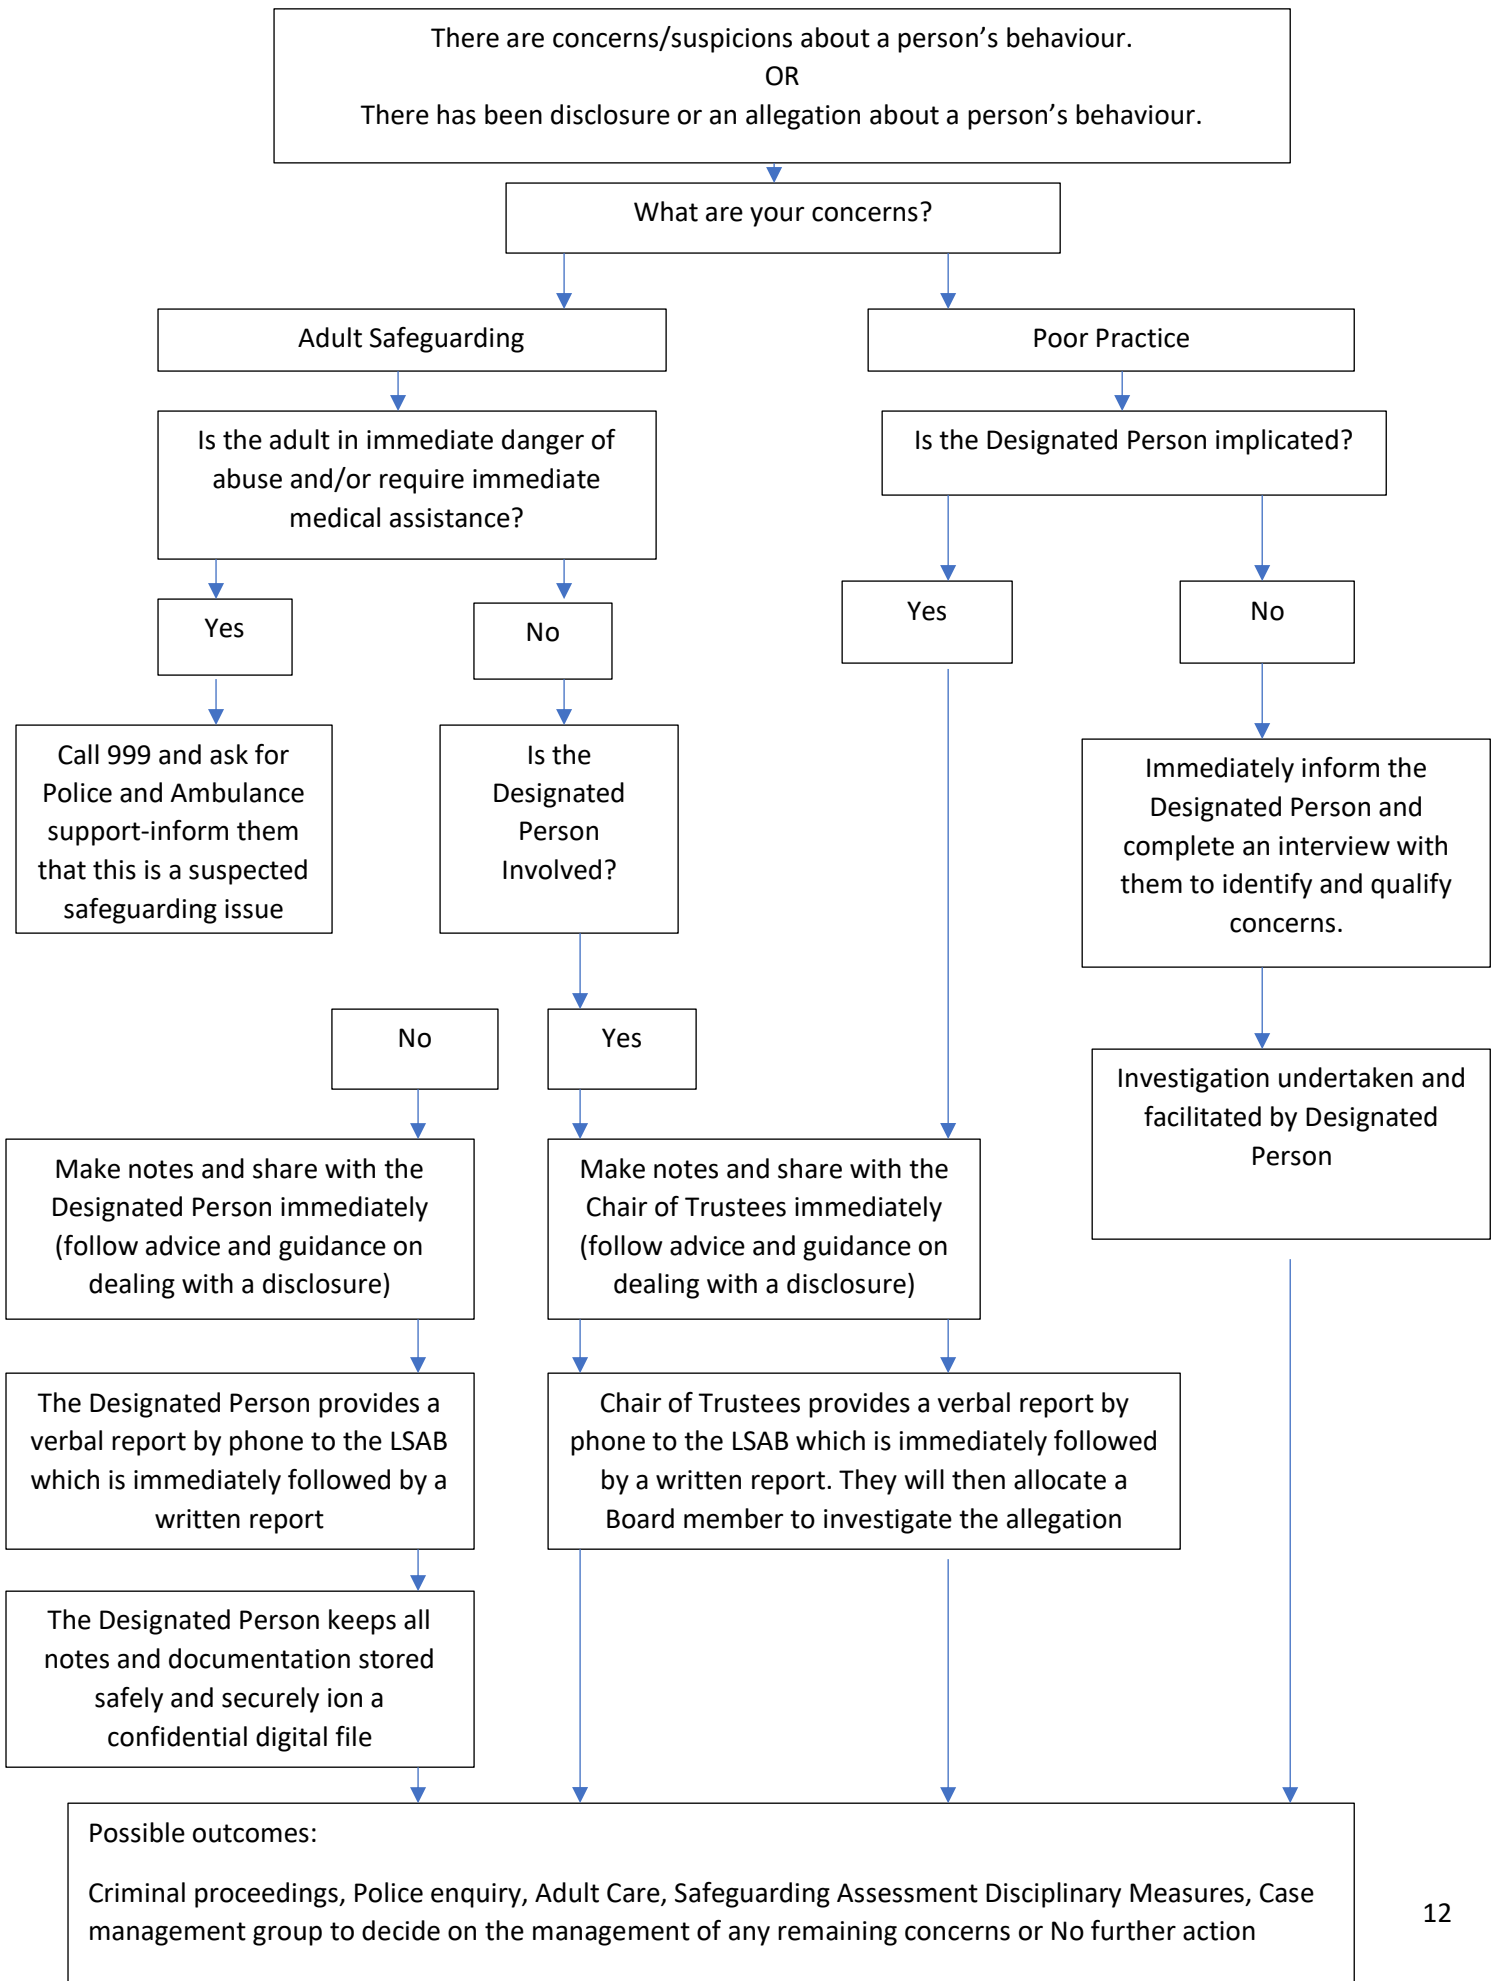 There are concerns/suspicions about a person’s behaviour.
OR
There has been disclosure or an allegation about a person’s behaviour.
What are your concerns?
Adult Safeguarding
Poor Practice
Is the adult in immediate danger of
abuse and/or require immediate
medical assistance?
Is the Designated Person implicated?
Yes
No
Yes
No
Call 999 and ask for
Police and Ambulance
support-inform them
that this is a suspected
safeguarding issue
Is the
Designated
Person
Involved?
Immediately inform the
Designated Person and
complete an interview with
them to identify and qualify
concerns.
No
Yes
Investigation undertaken and
facilitated by Designated
Person
Make notes and share with the
Designated Person immediately
(follow advice and guidance on
dealing with a disclosure)
Make notes and share with the
Chair of Trustees immediately
(follow advice and guidance on
dealing with a disclosure)
The Designated Person provides a
verbal report by phone to the LSAB
which is immediately followed by a
written report
Chair of Trustees provides a verbal report by
phone to the LSAB which is immediately followed
by a written report. They will then allocate a
Board member to investigate the allegation
The Designated Person keeps all
notes and documentation stored
safely and securely ion a
confidential digital file
Possible outcomes:
Criminal proceedings, Police enquiry, Adult Care, Safeguarding Assessment Disciplinary Measures, Case
management group to decide on the management of any remaining concerns or No further action
12